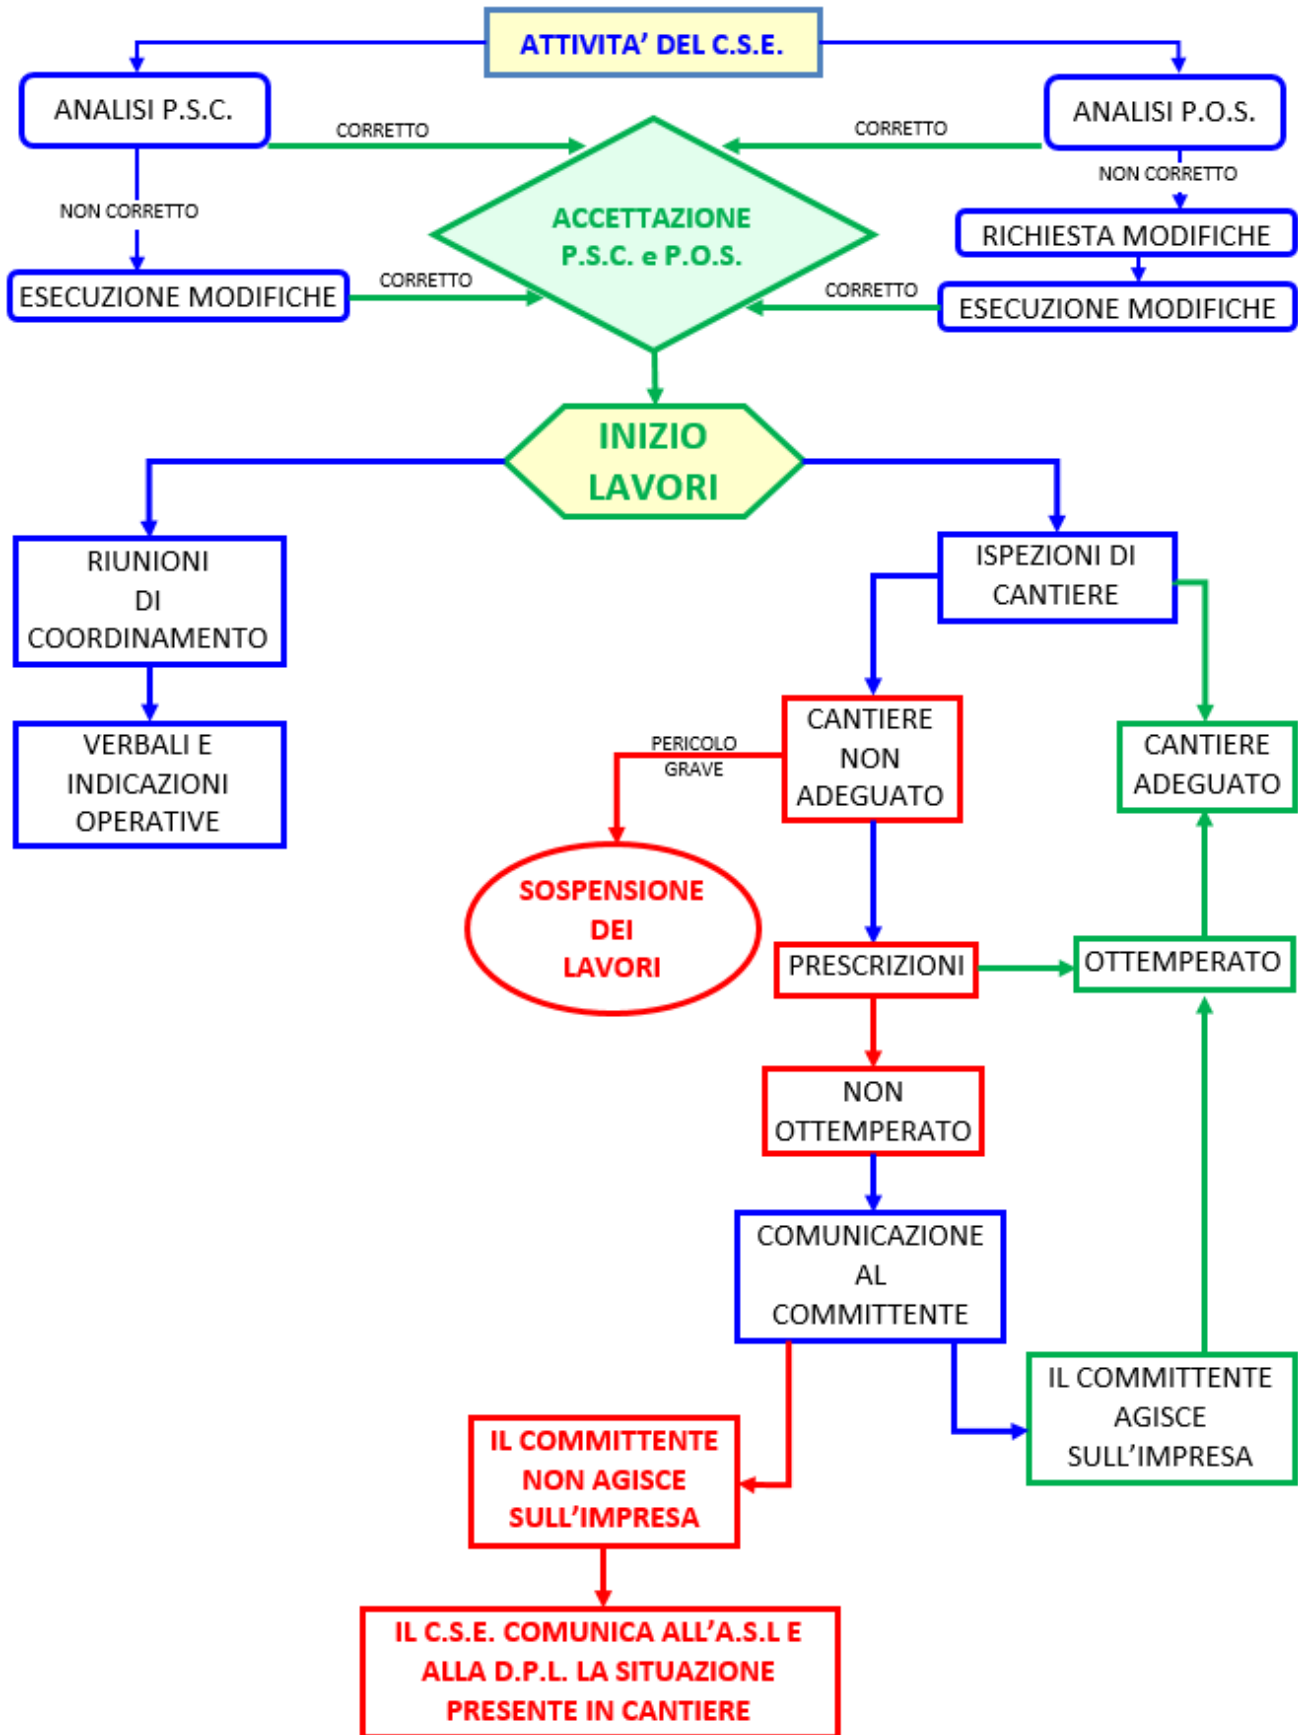 ATTIVITA’ DEL C.S.E.
ANALISI P.S.C.
ANALISI P.O.S.
CORRETTO
CORRETTO
NON CORRETTO
NON CORRETTO
ACCETTAZIONE
P.S.C. e P.O.S.
RICHIESTA MODIFICHE
ESECUZIONE MODIFICHE
CORRETTO
CORRETTO
ESECUZIONE MODIFICHE
INIZIO
LAVORI
RIUNIONI
DI
COORDINAMENTO
ISPEZIONI DI
CANTIERE
VERBALI E
INDICAZIONI
OPERATIVE
PERICOLO
GRAVE
CANTIERE
NON
ADEGUATO
CANTIERE
ADEGUATO
SOSPENSIONE
DEI
LAVORI
PRESCRIZIONI
OTTEMPERATO
NON
OTTEMPERATO
COMUNICAZIONE
AL
COMMITTENTE
IL COMMITTENTE
AGISCE
SULL’IMPRESA
IL COMMITTENTE
NON AGISCE
SULL’IMPRESA
IL C.S.E. COMUNICA ALL’A.S.L E
ALLA D.P.L. LA SITUAZIONE
PRESENTE IN CANTIERE